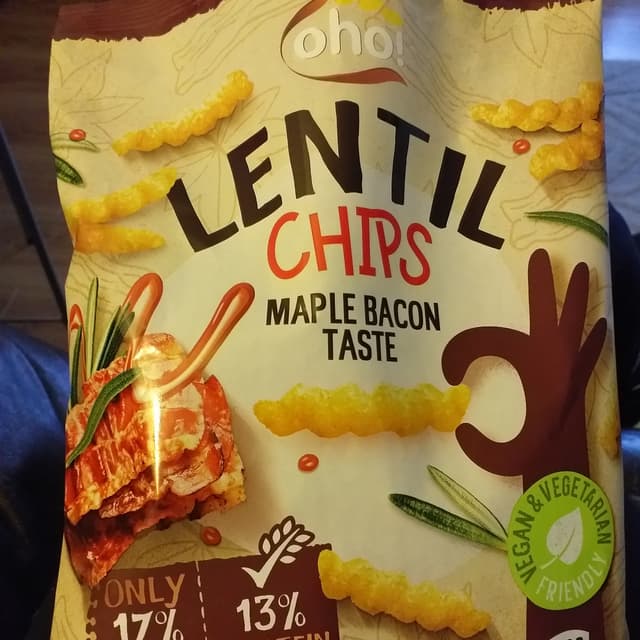 oho!
LENTIL
CHIPS
MAPLE BACON
TASTE
VEGAN & VEGETARIAN
FRIENDLY
ONLY
17%
13%